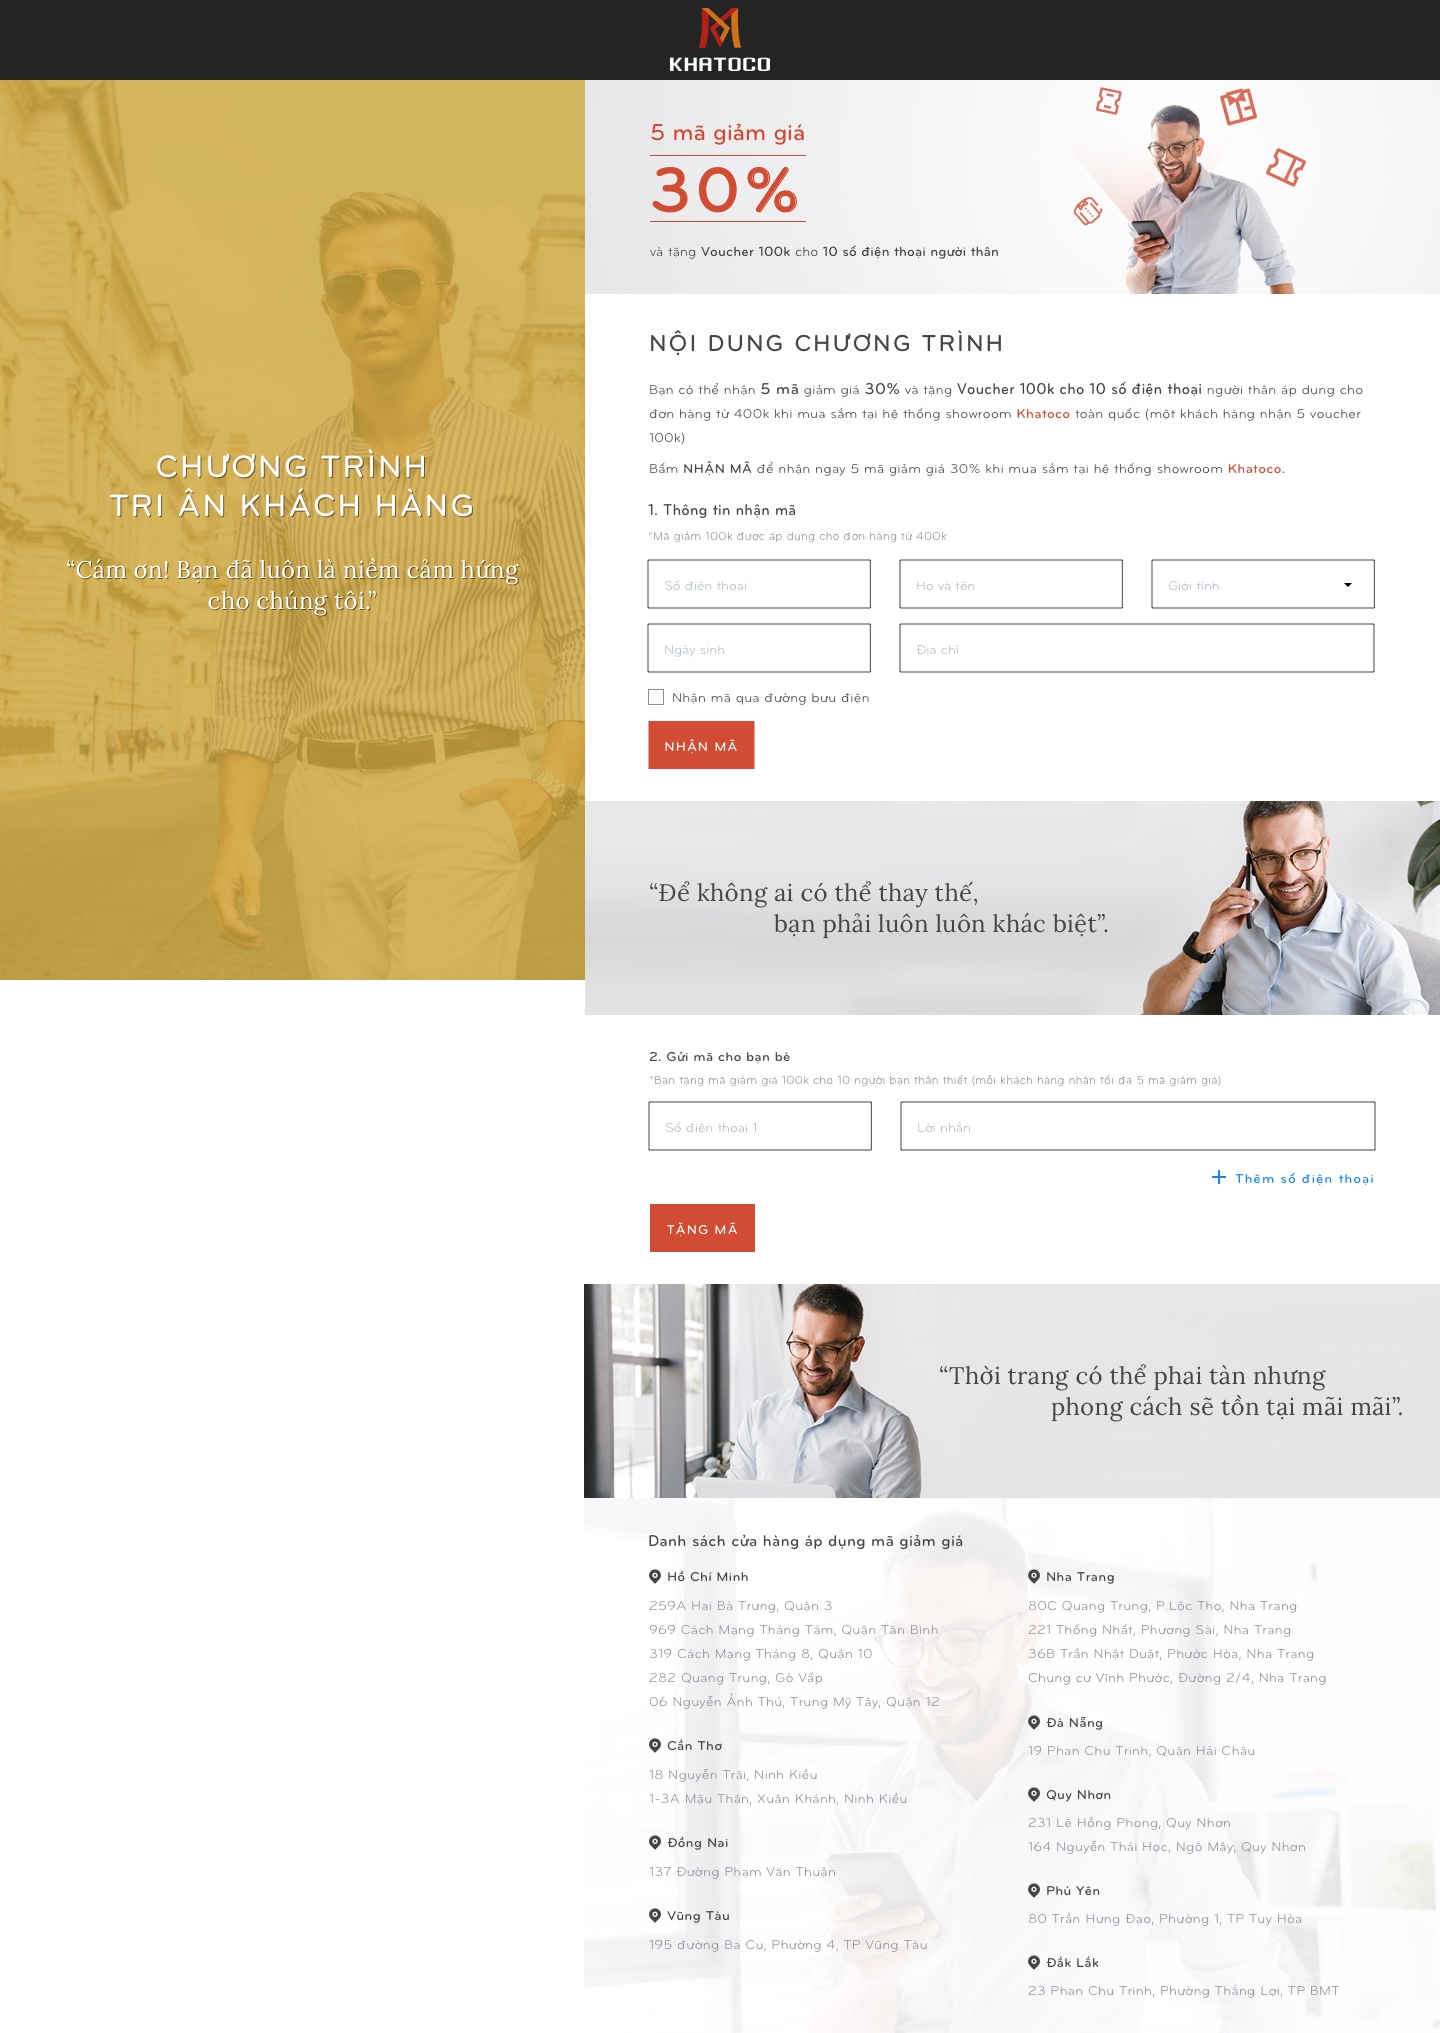 KHATOCO
CHƯƠNG TRÌNH
TRI ÂN KHÁCH HÀNG
“Cám ơn! Bạn đã luôn là niềm cảm hứng
cho chúng tôi.”
5 mã giảm giá
30%
và tặng Voucher 100k cho 10 số điện thoại người thân
NỘI DUNG CHƯƠNG TRÌNH
Bạn có thể nhận 5 mã giảm giá 30% và tặng Voucher 100k cho 10 số điện thoại người thân áp dụng cho
đơn hàng từ 400k khi mua sắm tại hệ thống showroom Khatoco toàn quốc (một khách hàng nhận 5 voucher
100k)
Bấm NHẬN MÃ để nhận ngay 5 mã giảm giá 30% khi mua sắm tại hệ thống showroom Khatoco.
1. Thông tin nhận mã
*Mã giảm 100k được áp dụng cho đơn hàng từ 400k
Số điện thoại
Họ và tên
Giới tính
Ngày sinh
Địa chỉ
Nhận mã qua đường bưu điện
NHẬN MÃ
“Để không ai có thể thay thế,
bạn phải luôn luôn khác biệt”.
2. Gửi mã cho bạn bè
*Bạn tặng mã giảm giá 100k cho 10 người bạn thân thiết (mỗi khách hàng nhận tối đa 5 mã giảm giá)
Số điện thoại 1
Lời nhắn
+ Thêm số điện thoại
TẶNG MÃ
“Thời trang có thể phai tàn nhưng
phong cách sẽ tồn tại mãi mãi”.
Danh sách cửa hàng áp dụng mã giảm giá
Hồ Chí Minh
259A Hai Bà Trưng, Quận 3
969 Cách Mạng Tháng Tám, Quận Tân Bình
319 Cách Mạng Tháng 8, Quận 10
282 Quang Trung, Gò Vấp
06 Nguyễn Ảnh Thủ, Trung Mỹ Tây, Quận 12
Cần Thơ
18 Nguyễn Trãi, Ninh Kiều
1-3A Mậu Thân, Xuân Khánh, Ninh Kiều
Đồng Nai
137 Đường Phạm Văn Thuận
Vũng Tàu
195 đường Ba Cu, Phường 4, TP Vũng Tàu
Nha Trang
80C Quang Trung, P.Lộc Thọ, Nha Trang
221 Thống Nhất, Phương Sài, Nha Trang
36B Trần Nhật Duật, Phước Hòa, Nha Trang
Chung cư Vĩnh Phước, Đường 2/4, Nha Trang
Đà Nẵng
19 Phan Chu Trinh, Quận Hải Châu
Quy Nhơn
231 Lê Hồng Phong, Quy Nhơn
164 Nguyễn Thái Học, Ngô Mây, Quy Nhơn
Phú Yên
80 Trần Hưng Đạo, Phường 1, TP Tuy Hòa
Đắk Lắk
23 Phan Chu Trinh, Phường Thắng Lợi, TP BMT